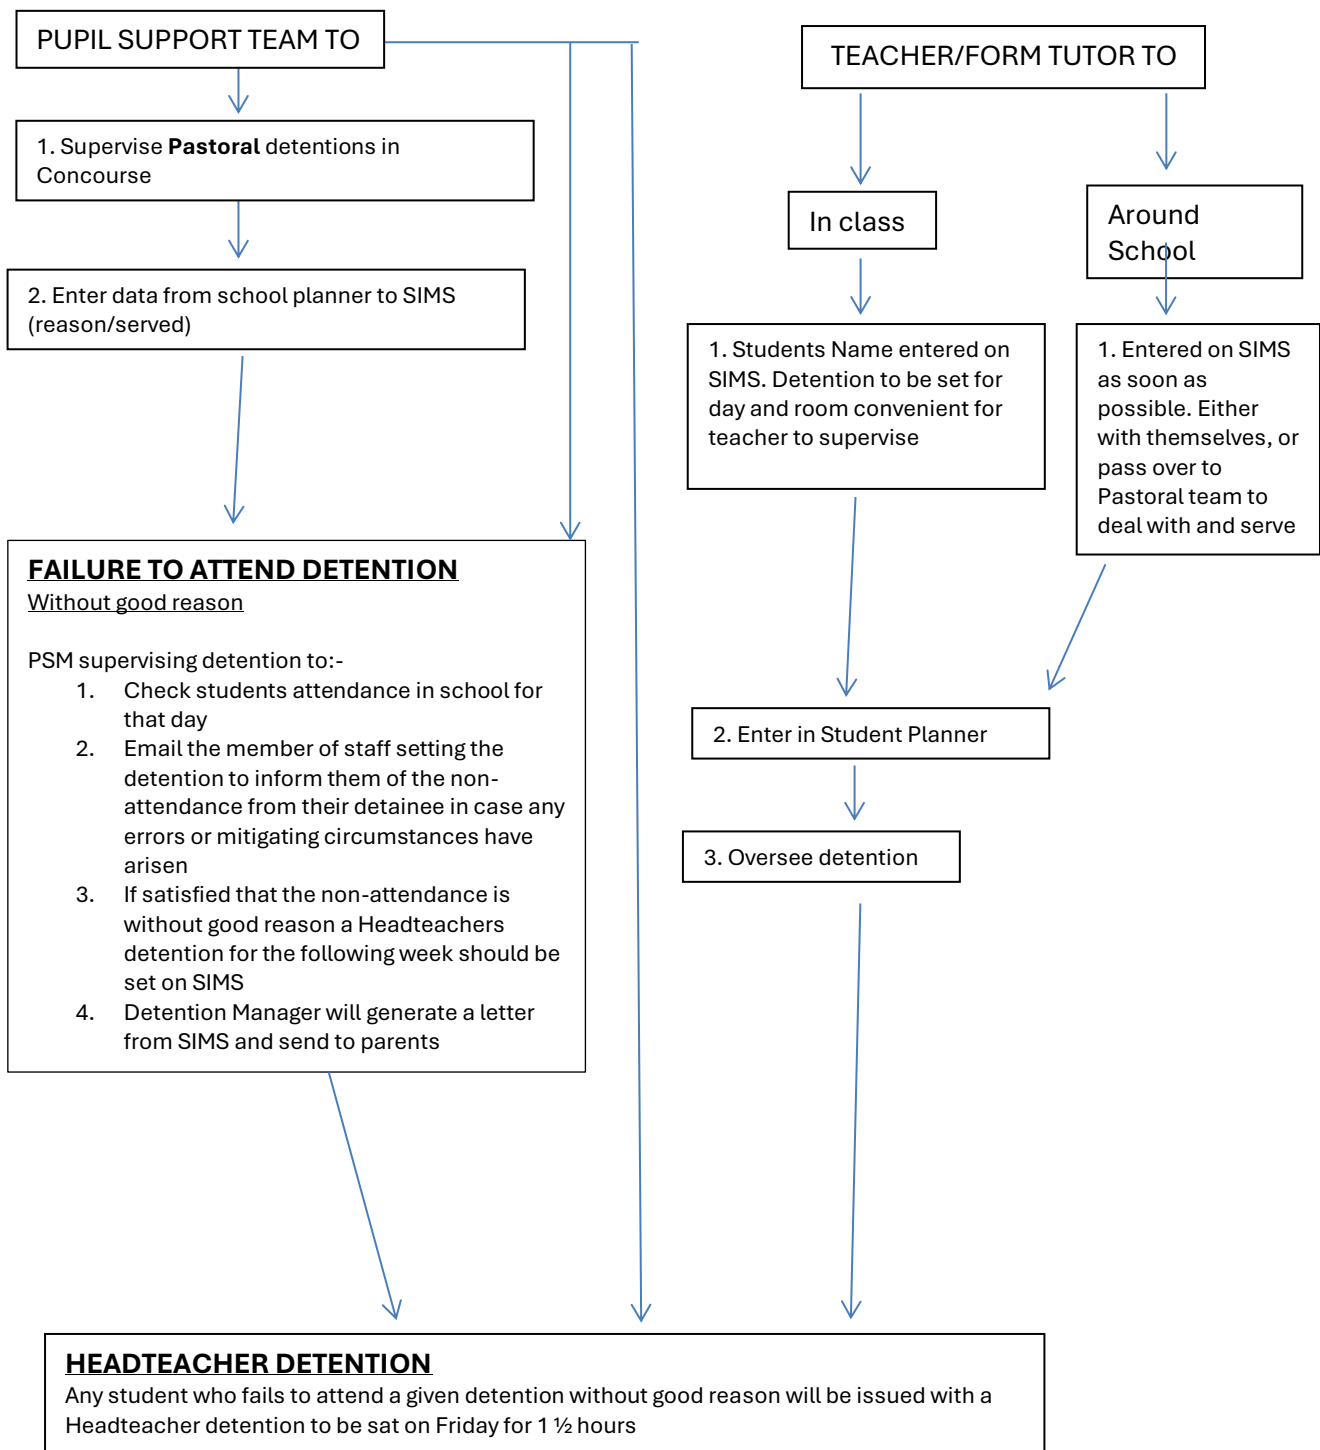 PUPIL SUPPORT TEAM TO
1. Supervise Pastoral detentions in
Concourse
2. Enter data from school planner to SIMS
(reason/served)
FAILURE TO ATTEND DETENTION
Without good reason
PSM supervising detention to:-
1. Check students attendance in school for
that day
2. Email the member of staff setting the
detention to inform them of the non-
attendance from their detainee in case any
errors or mitigating circumstances have
arisen
3. If satisfied that the non-attendance is
without good reason a Headteachers
detention for the following week should be
set on SIMS
4. Detention Manager will generate a letter
from SIMS and send to parents
TEACHER/FORM TUTOR TO
In class
Around
School
1. Students Name entered on
SIMS. Detention to be set for
day and room convenient for
teacher to supervise
1. Entered on SIMS
as soon as
possible. Either
with themselves, or
pass over to
Pastoral team to
deal with and serve
2. Enter in Student Planner
3. Oversee detention
HEADTEACHER DETENTION
Any student who fails to attend a given detention without good reason will be issued with a
Headteacher detention to be sat on Friday for 1 ½ hours